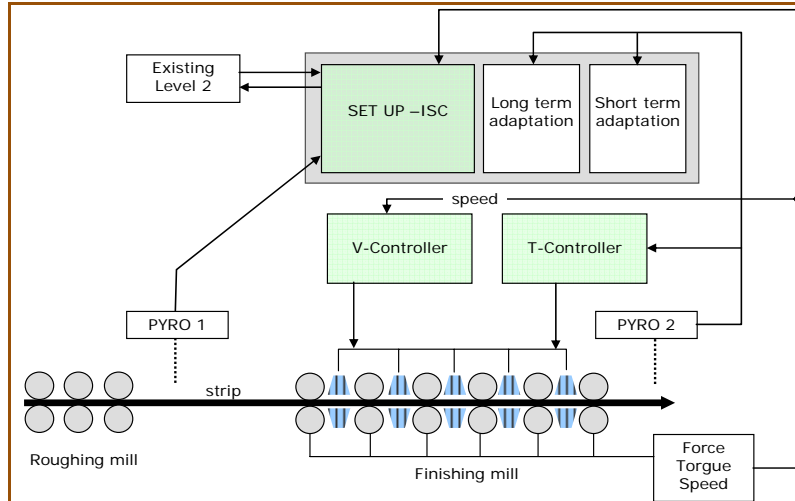 Existing
Level 2
SET UP –ISC
Long term
adaptation
Short term
adaptation
speed
V-Controller
T-Controller
PYRO 1
PYRO 2
strip
Roughing mill
Finishing mill
Force
Torgue
Speed